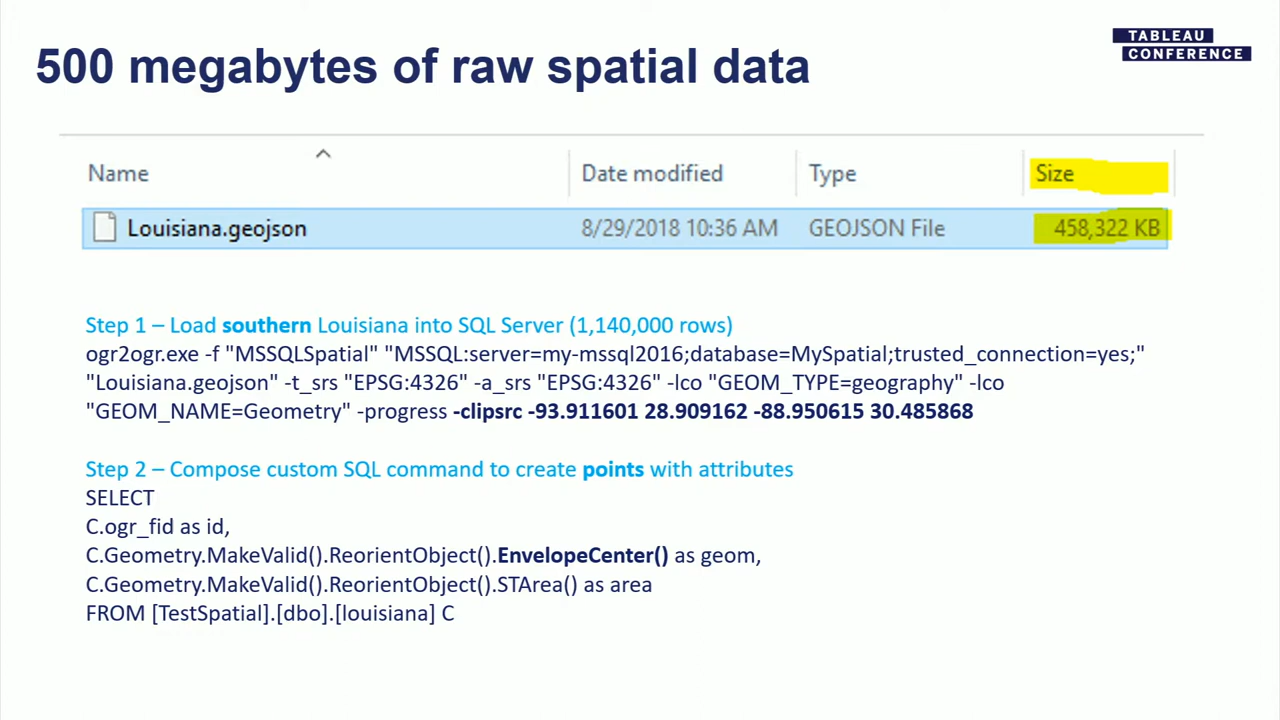 500 megabytes of raw spatial data
TABLEAU
CONFERENCE
Name Date modified Type Size
Louisiana.geojson 8/29/2018 10:36 AM GEOJSON File 458,322 KB
Step 1 – Load southern Louisiana into SQL Server (1,140,000 rows)
ogr2ogr.exe -f "MSSQLSpatial" "MSSQL:server=my-mssql2016;database=MySpatial;trusted_connection=yes;"
"Louisiana.geojson" -t_srs "EPSG:4326" -a_srs "EPSG:4326" -lco "GEOM_TYPE=geography" -lco
"GEOM_NAME=Geometry" -progress -clipsrc -93.911601 28.909162 -88.950615 30.485868
Step 2 – Compose custom SQL command to create points with attributes
SELECT
C.ogr_fid as id,
C.Geometry.MakeValid().ReorientObject().EnvelopeCenter() as geom,
C.Geometry.MakeValid().ReorientObject().STArea() as area
FROM [TestSpatial].[dbo].[louisiana] C